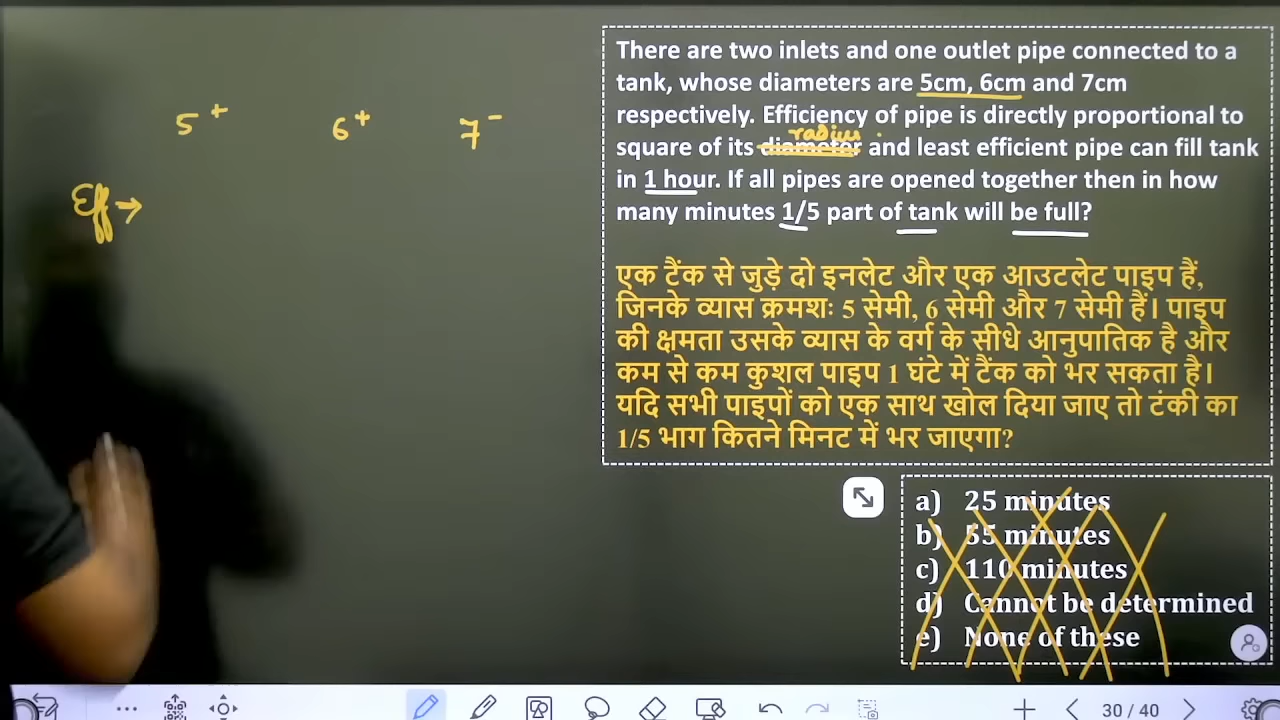 There are two inlets and one outlet pipe connected to a
tank, whose diameters are 5cm, 6cm and 7cm
respectively. Efficiency of pipe is directly proportional to
radius
square of its diameter and least efficient pipe can fill tank
in 1 hour. If all pipes are opened together then in how
many minutes 1/5 part of tank will be full?
5+ 6+ 7-
Eff →
एक टैंक से जुड़े दो इनलेट और एक आउटलेट पाइप हैं,
जिनके व्यास क्रमशः 5 सेमी, 6 सेमी और 7 सेमी हैं। पाइप
की क्षमता उसके व्यास के वर्ग के सीधे आनुपातिक है और
कम से कम कुशल पाइप 1 घंटे में टैंक को भर सकता है।
यदि सभी पाइपों को एक साथ खोल दिया जाए तो टंकी का
1/5 भाग कितने मिनट में भर जाएगा?
a) 25 minutes
b) 55 minutes
c) 110 minutes
d) Cannot be determined
e) None of these
30 / 40